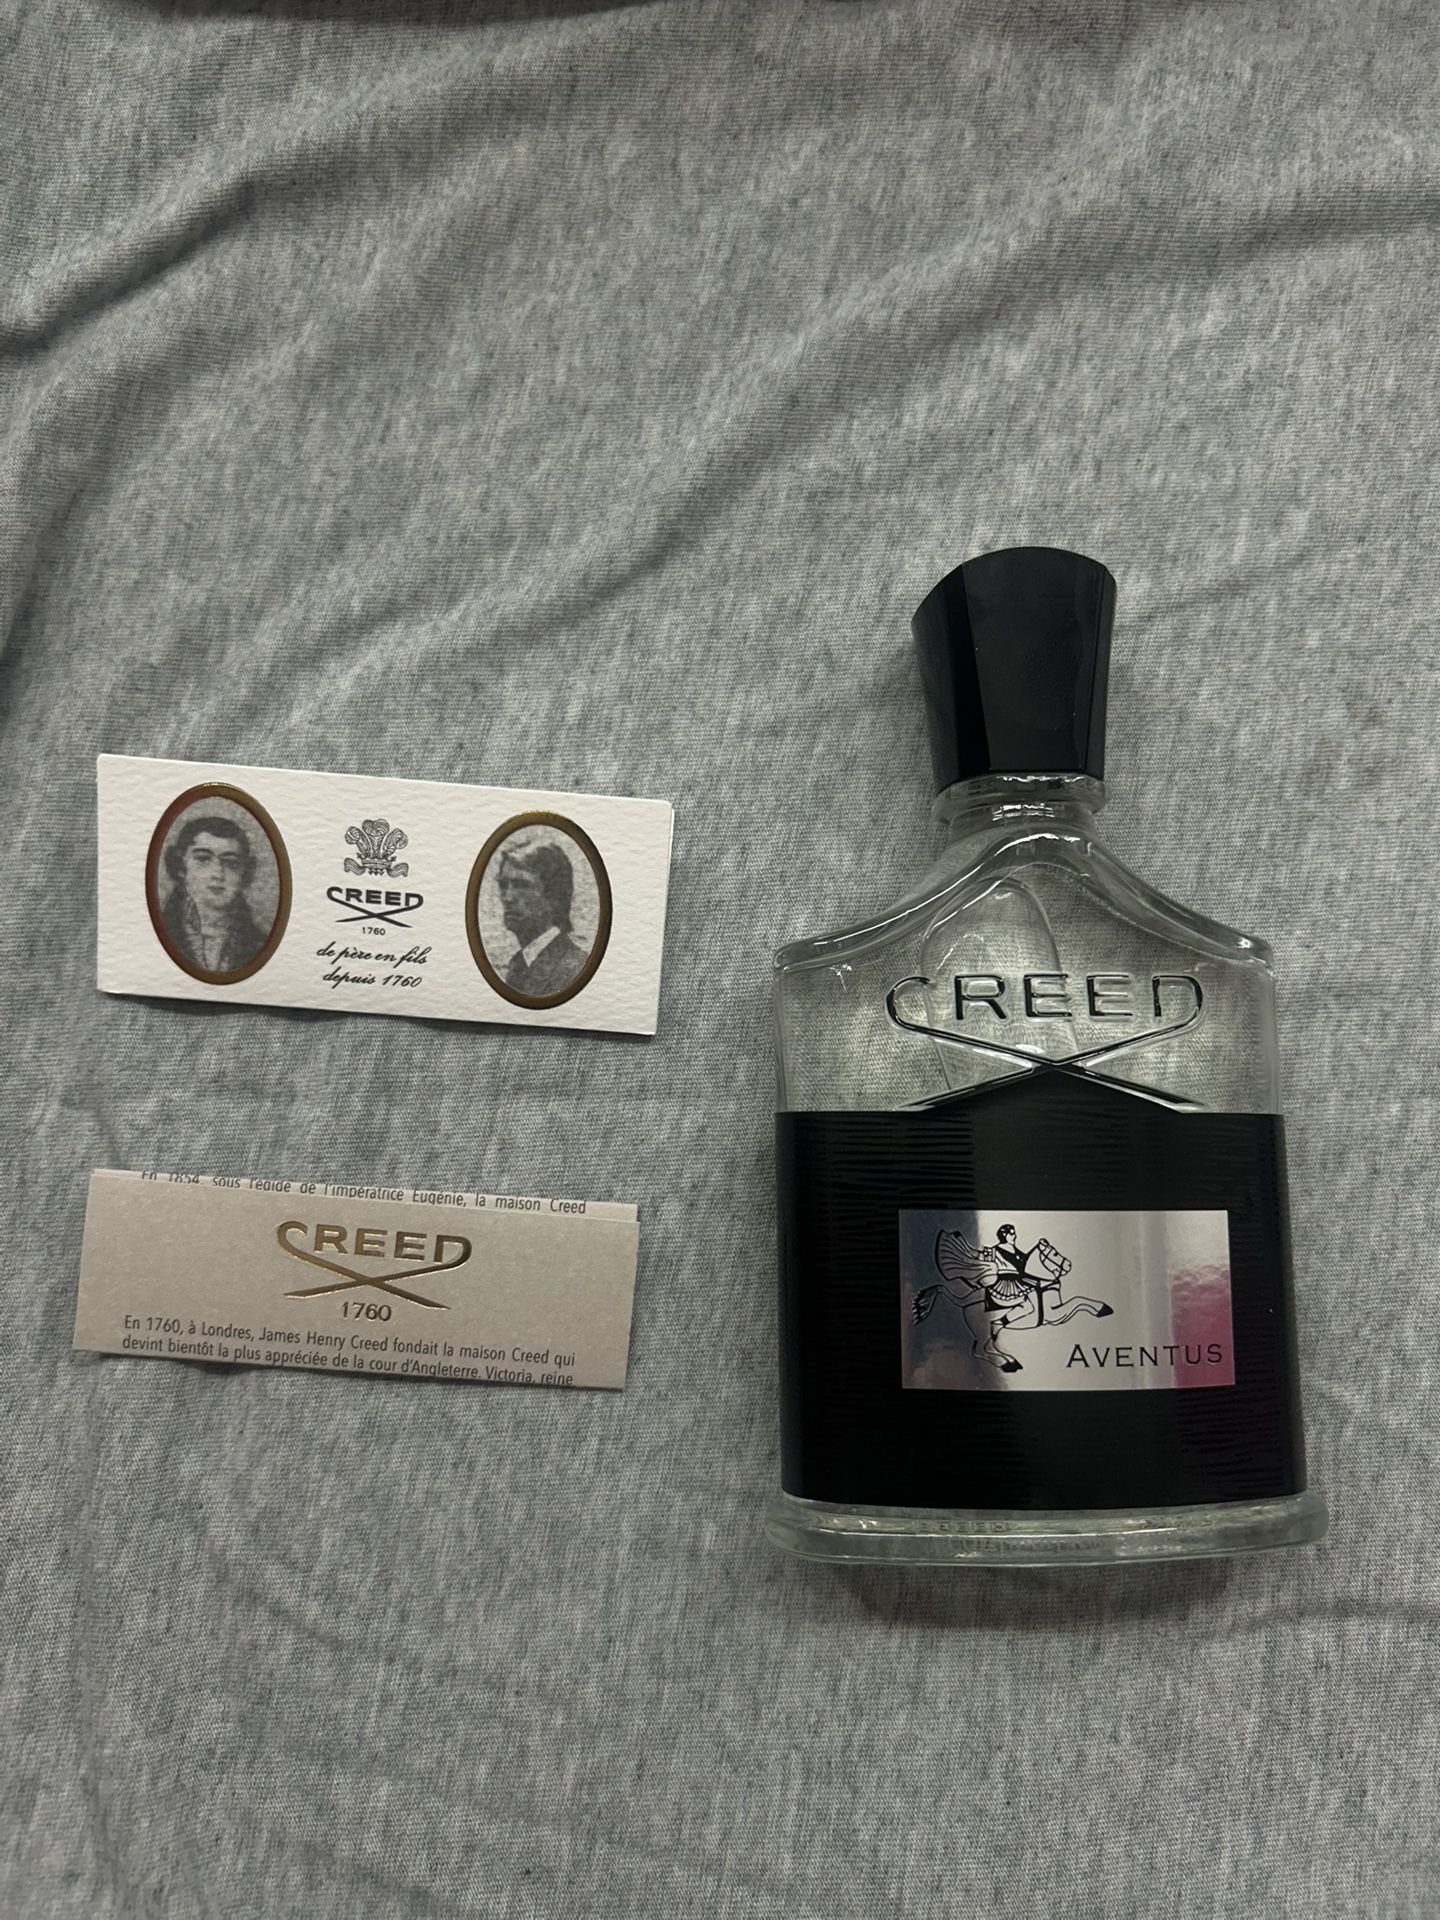 CREED
1760
de père en fils
depuis 1760
En 1854, sous l'égide de l'impératrice Eugénie, la maison Creed
CREED
1760
En 1760, à Londres, James Henry Creed fondait la maison Creed qui
devint bientôt la plus appréciée de la cour d'Angleterre. Victoria, reine
CREED
AVENTUS